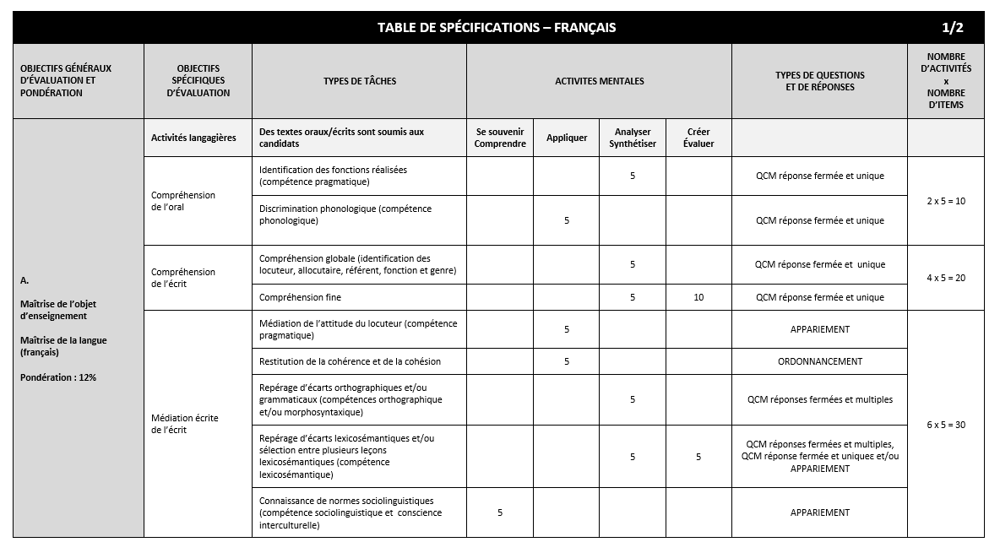 TABLE DE SPÉCIFICATIONS – FRANÇAIS 1/2
OBJECTIFS GÉNÉRAUX
D'ÉVALUATION ET
PONDÉRATION
OBJECTIFS
SPÉCIFIQUES
D'ÉVALUATION
TYPES DE TÂCHES
ACTIVITES MENTALES
TYPES DE QUESTIONS
ET DE RÉPONSES
NOMBRE
D'ACTIVITÉS
x
NOMBRE
D'ITEMS
A.
Maîtrise de l'objet
d'enseignement
Maîtrise de la langue
(français)
Pondération : 12%
Activités langagières
Des textes oraux/écrits sont soumis aux
candidats
Se souvenir
Comprendre
Appliquer
Analyser
Synthétiser
Créer
Évaluer
Compréhension
de l'oral
Identification des fonctions réalisées
(compétence pragmatique)
5
QCM réponse fermée et unique
2 x 5 = 10
Discrimination phonologique (compétence
phonologique)
5
QCM réponse fermée et unique
Compréhension
de l'écrit
Compréhension globale (identification des
locuteur, allocutaire, référent, fonction et genre)
5
QCM réponse fermée et unique
4 x 5 = 20
Compréhension fine
5
10
QCM réponse fermée et unique
Médiation écrite
de l'écrit
Médiation de l'attitude du locuteur (compétence
pragmatique)
5
APPARIEMENT
6 x 5 = 30
Restitution de la cohérence et de la cohésion
5
ORDONNANCEMENT
Repérage d'écarts orthographiques et/ou
grammaticaux (compétences orthographique
et/ou morphosyntaxique)
5
QCM réponses fermées et multiples
Repérage d'écarts lexicosémantiques et/ou
sélection entre plusieurs leçons
lexicosémantiques (compétence
lexicosémantique)
5
5
QCM réponses fermées et multiples,
QCM réponse fermée et uniques et/ou
APPARIEMENT
Connaissance de normes sociolinguistiques
(compétence sociolinguistique et conscience
interculturelle)
5
APPARIEMENT